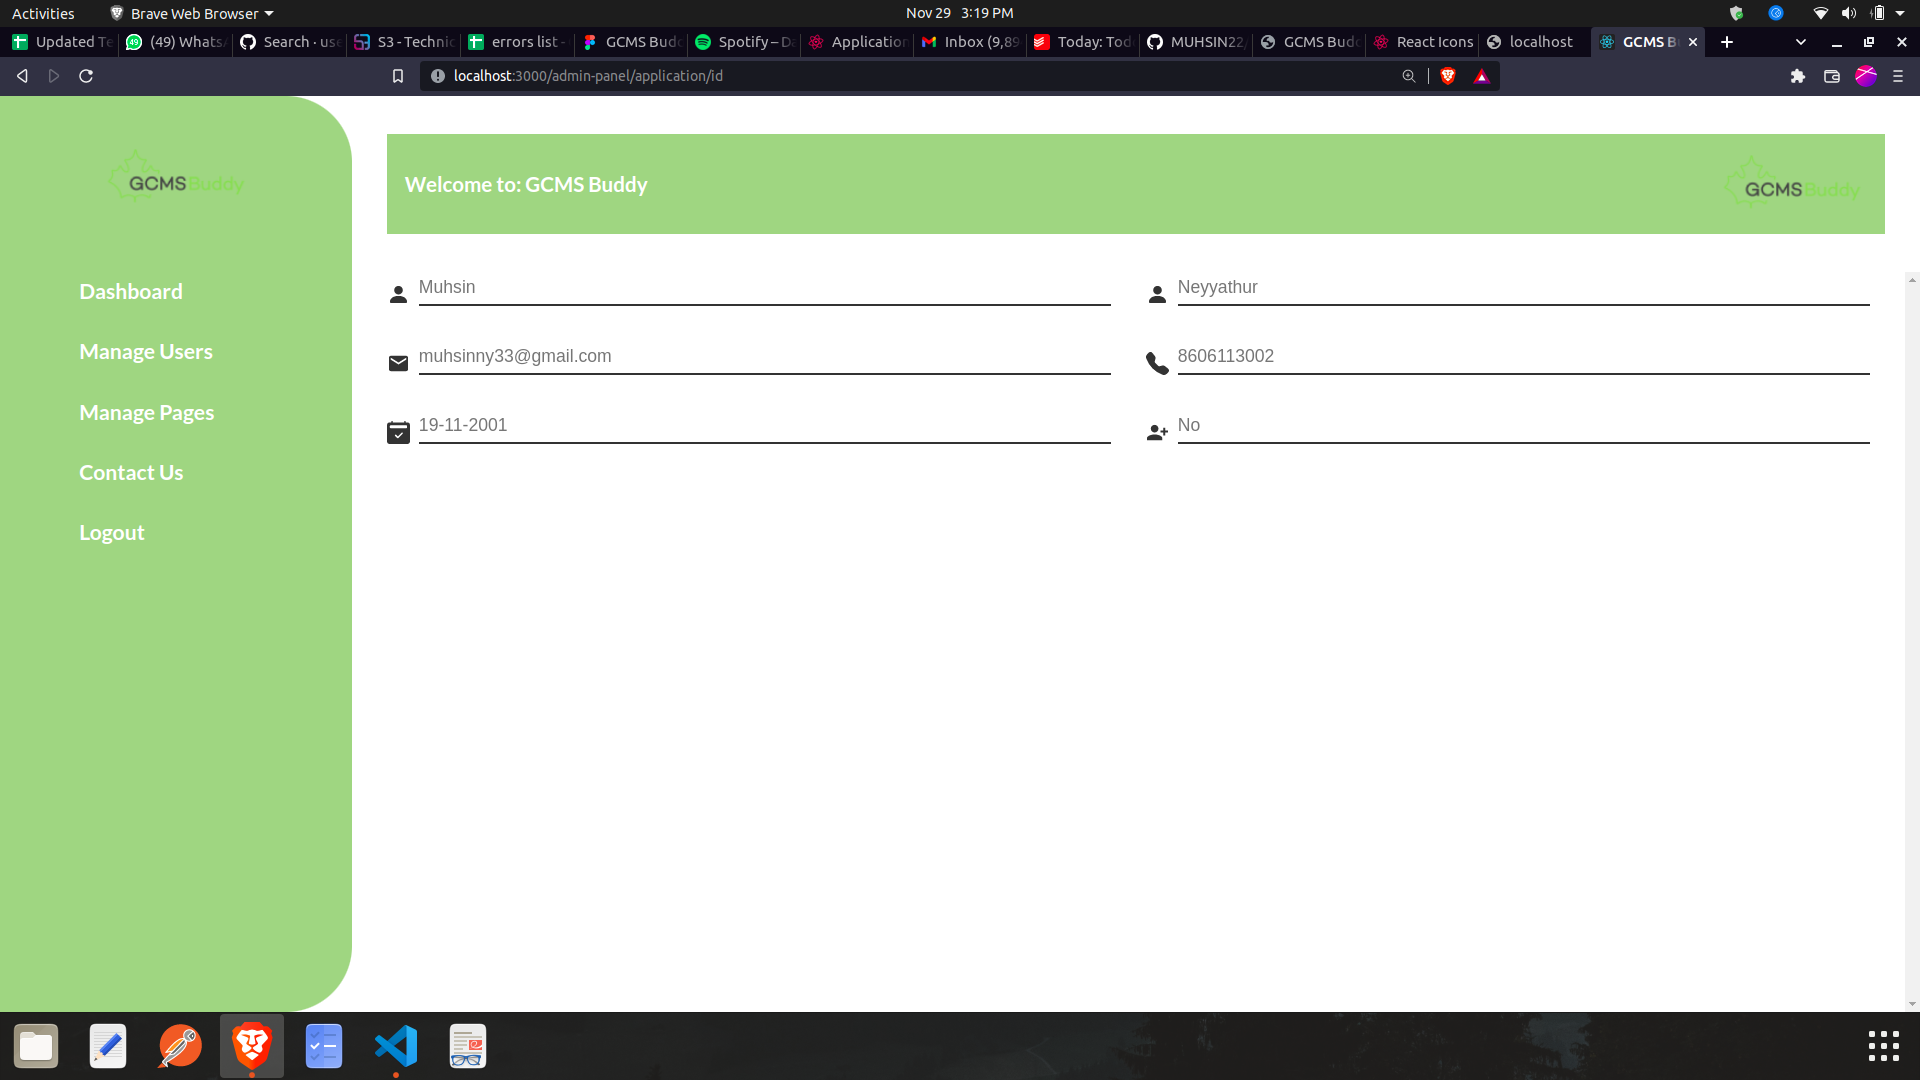 Activities Brave Web Browser Nov 29 3:19 PM
Updated Te (49) Whats Search · use S3 - Technic errors list - GCMS Budd Spotify – Da Application Inbox (9,89 Today: Tod MUHSIN22/ GCMS Budd React Icons localhost GCMS B
localhost:3000/admin-panel/application/id
GCMS Buddy
Welcome to: GCMS Buddy
GCMS Buddy
Dashboard
Manage Users
Manage Pages
Contact Us
Logout
Muhsin
Neyyathur
muhsinny33@gmail.com
8606113002
19-11-2001
No